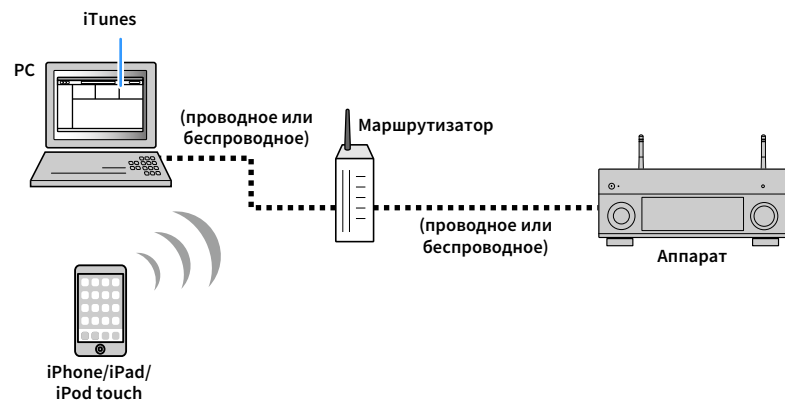 iTunes
PC
(проводное или
беспроводное)
Маршрутизатор
(проводное или
беспроводное)
Аппарат
iPhone/iPad/
iPod touch